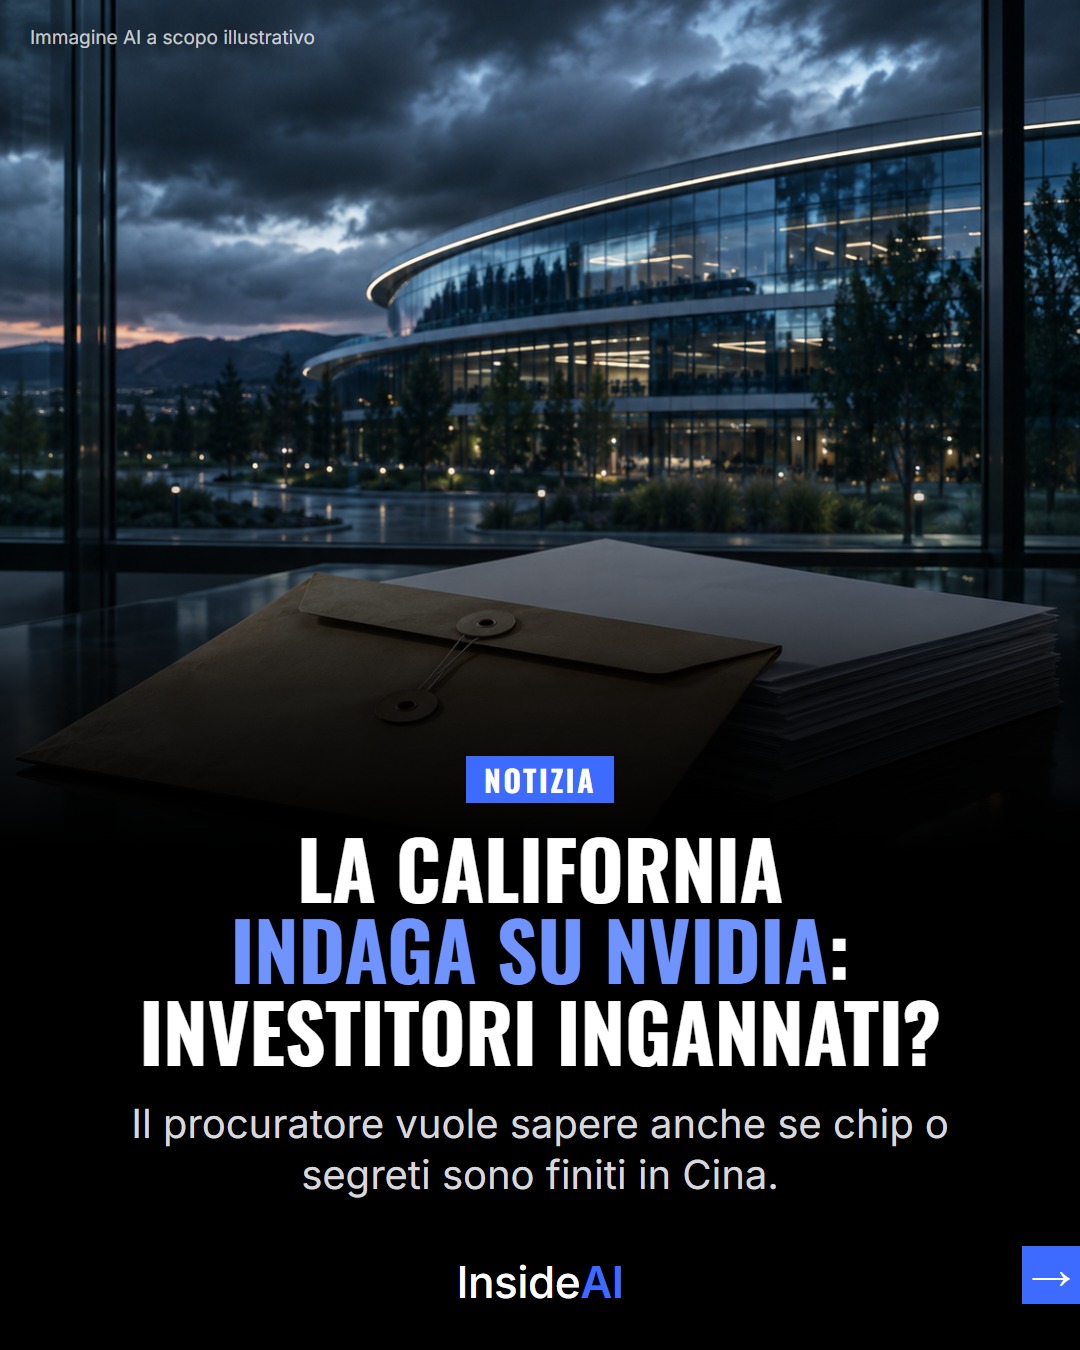 Immagine AI a scopo illustrativo
NOTIZIA
LA CALIFORNIA
INDAGA SU NVIDIA:
INVESTITORI INGANNATI?
Il procuratore vuole sapere anche se chip o
segreti sono finiti in Cina.
InsideAI
→